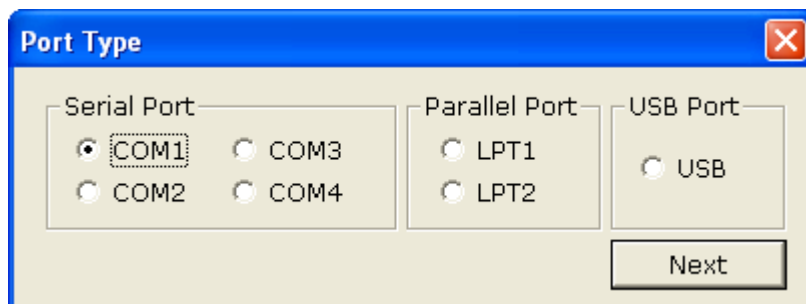 Port Type
Serial Port
COM1 COM3
COM2 COM4
Parallel Port
LPT1
LPT2
USB Port
USB
Next